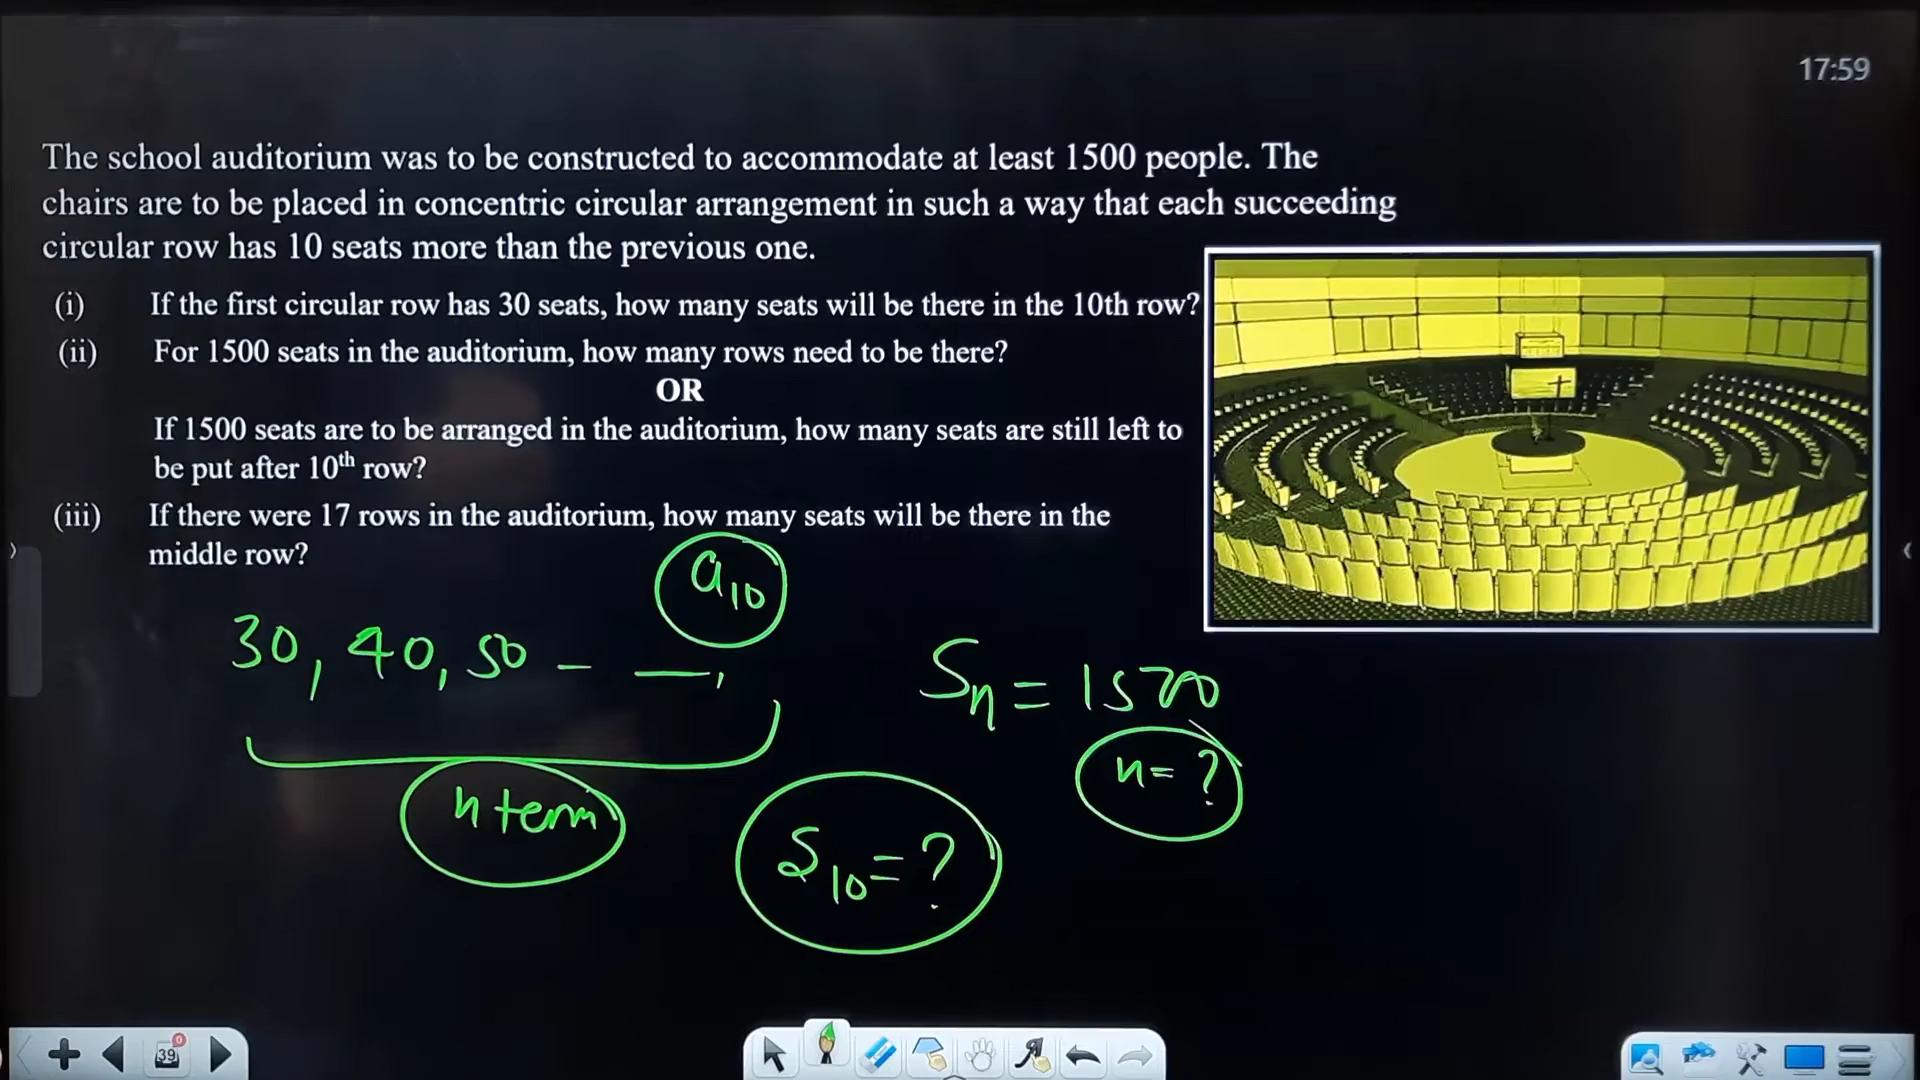 17:59
The school auditorium was to be constructed to accommodate at least 1500 people. The
chairs are to be placed in concentric circular arrangement in such a way that each succeeding
circular row has 10 seats more than the previous one.
(i) If the first circular row has 30 seats, how many seats will be there in the 10th row?
(ii) For 1500 seats in the auditorium, how many rows need to be there?
OR
If 1500 seats are to be arranged in the auditorium, how many seats are still left to
be put after 10th row?
(iii) If there were 17 rows in the auditorium, how many seats will be there in the
middle row?
a10
30, 40, 50 - —,
Sn = 1500
n = ?
n term
S10 = ?
39
0